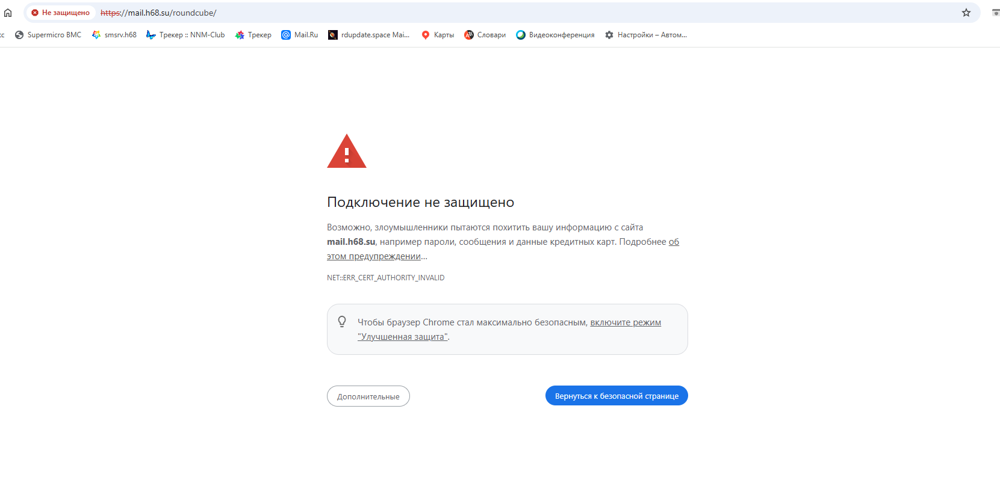 Не защищено https://mail.h68.su/roundcube/
Supermicro BMC smsrv.h68 Трекер :: NNM-Club Трекер Mail.Ru rdupdate.space Mai... Карты Словари Видеоконференция Настройки – Автом...
Подключение не защищено
Возможно, злоумышленники пытаются похитить вашу информацию с сайта
mail.h68.su, например пароли, сообщения и данные кредитных карт. Подробнее об
этом предупреждении...
NET::ERR_CERT_AUTHORITY_INVALID
Чтобы браузер Chrome стал максимально безопасным, включите режим
"Улучшенная защита".
Дополнительные Вернуться к безопасной странице